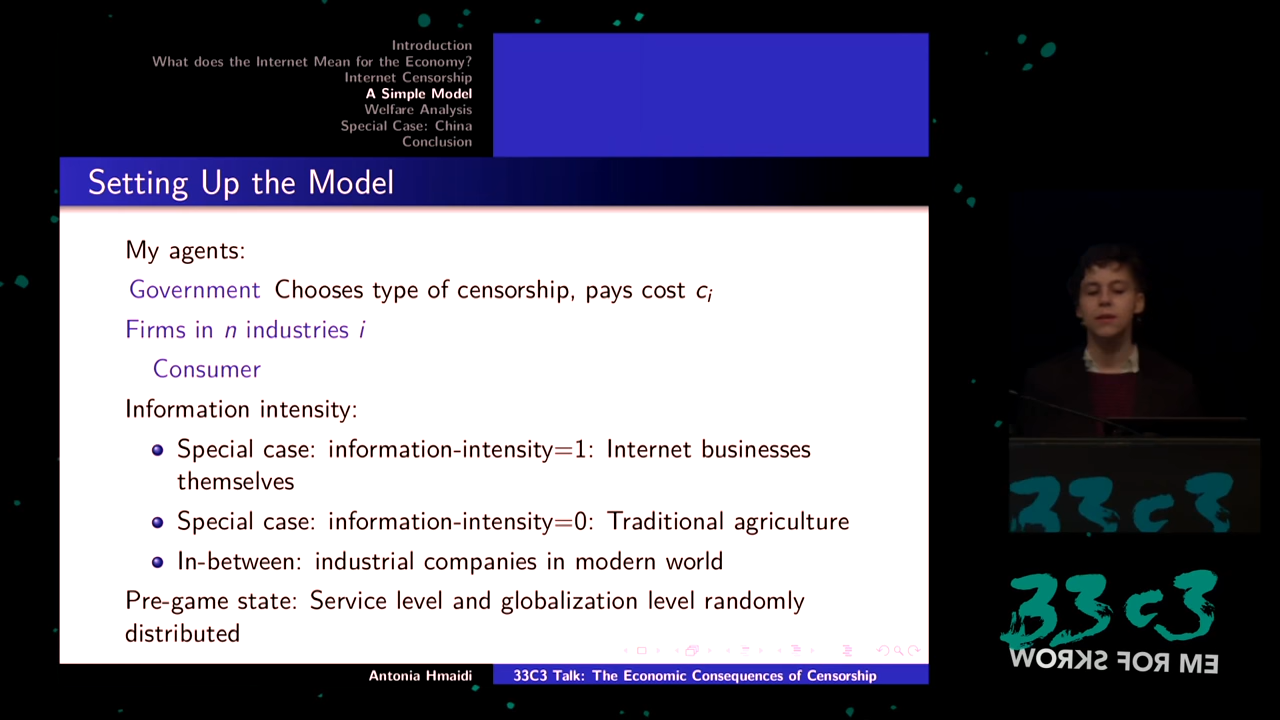 Introduction
What does the Internet Mean for the Economy?
Internet Censorship
A Simple Model
Welfare Analysis
Special Case: China
Conclusion
Setting Up the Model
My agents:
Government Chooses type of censorship, pays cost cᵢ
Firms in n industries i
Consumer
Information intensity:
Special case: information-intensity=1: Internet businesses
themselves
Special case: information-intensity=0: Traditional agriculture
In-between: industrial companies in modern world
Pre-game state: Service level and globalization level randomly
distributed
Antonia Hmaidi
33C3 Talk: The Economic Consequences of Censorship
33c3
33c3
WORKS FOR ME